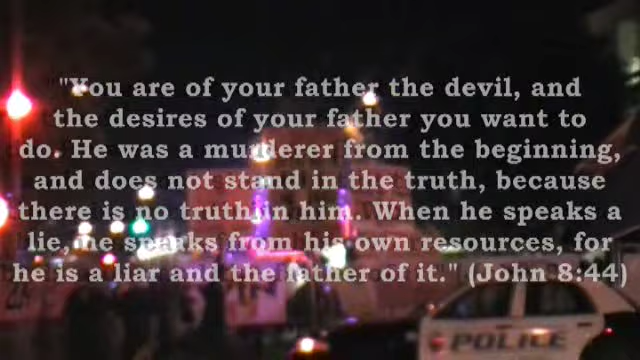 "You are of your father the devil, and
the desires of your father you want to
do. He was a murderer from the beginning,
and does not stand in the truth, because
there is no truth in him. When he speaks a
lie, he speaks from his own resources, for
he is a liar and the father of it." (John 8:44)
POLICE